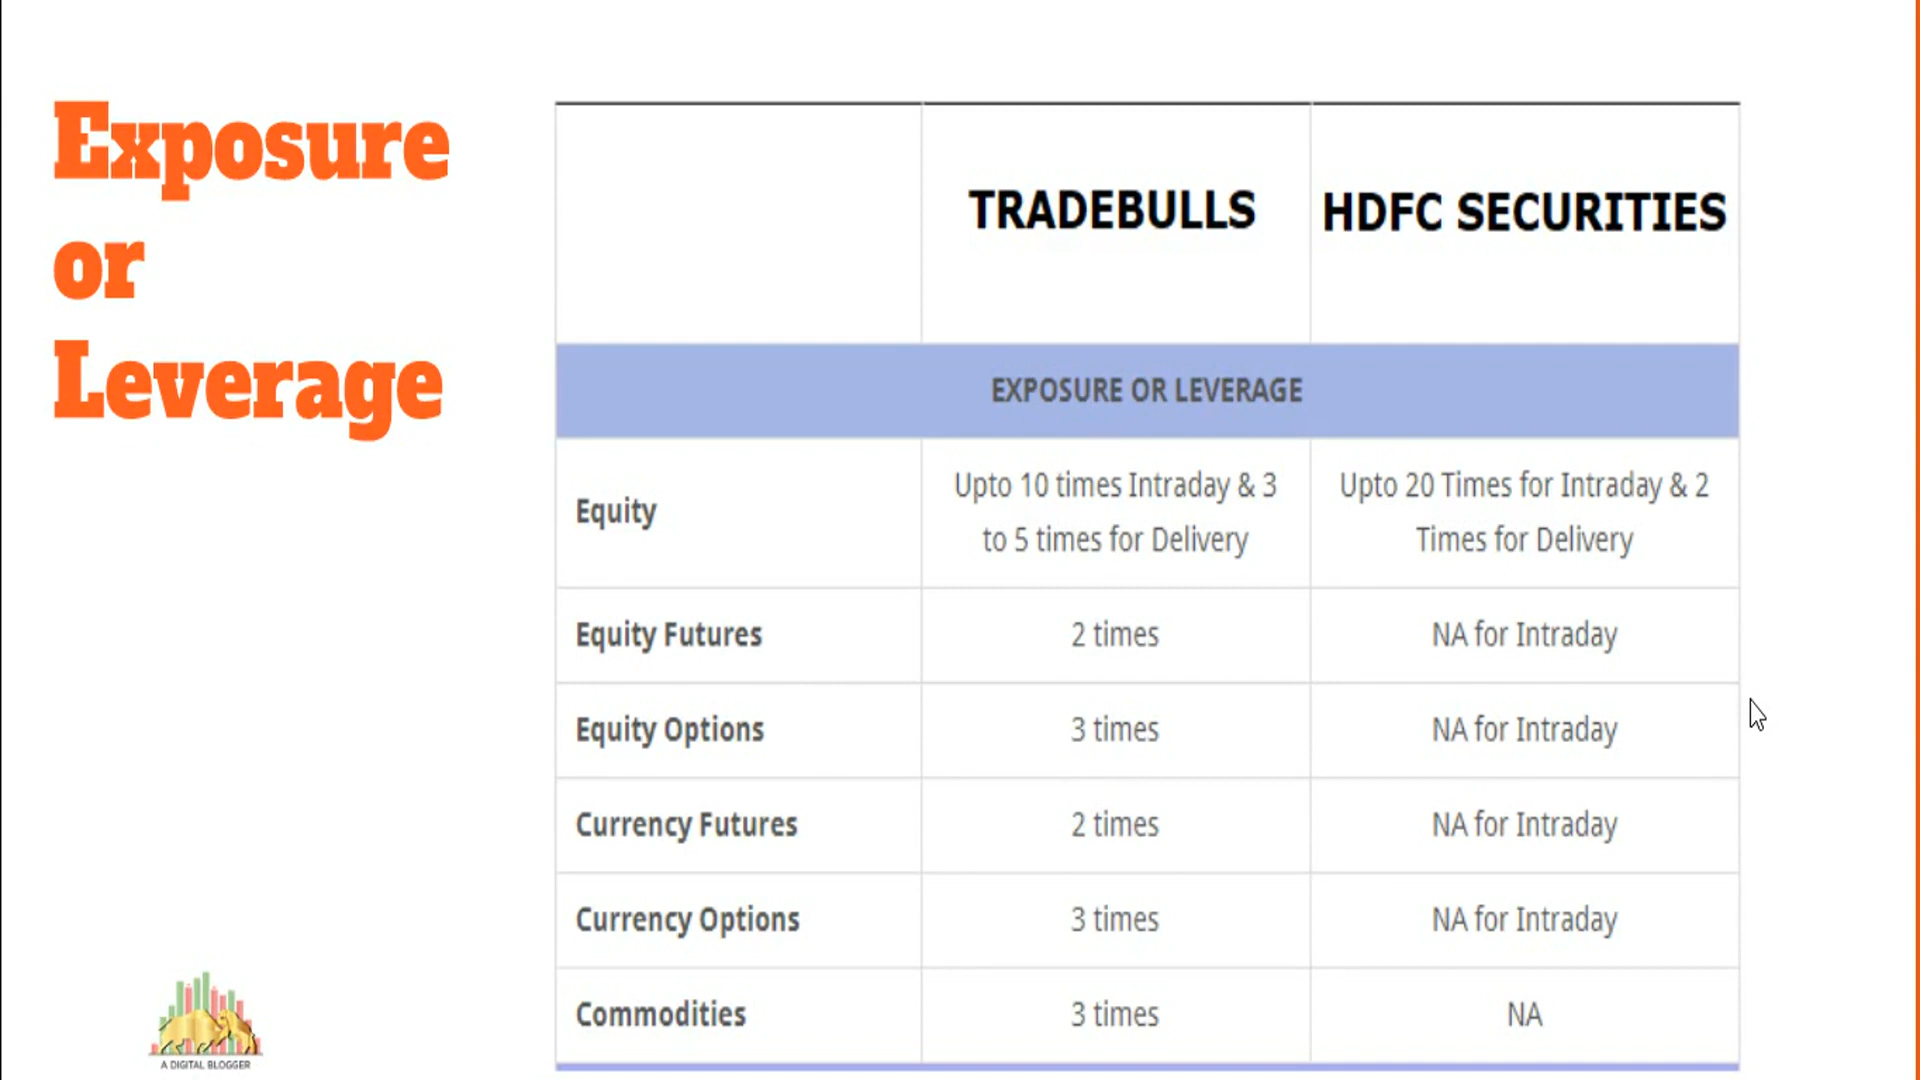 Exposure
or
Leverage
TRADEBULLS
HDFC SECURITIES
EXPOSURE OR LEVERAGE
Equity
Upto 10 times Intraday & 3
to 5 times for Delivery
Upto 20 Times for Intraday & 2
Times for Delivery
Equity Futures
2 times
NA for Intraday
Equity Options
3 times
NA for Intraday
Currency Futures
2 times
NA for Intraday
Currency Options
3 times
NA for Intraday
Commodities
3 times
NA
A DIGITAL BLOGGER